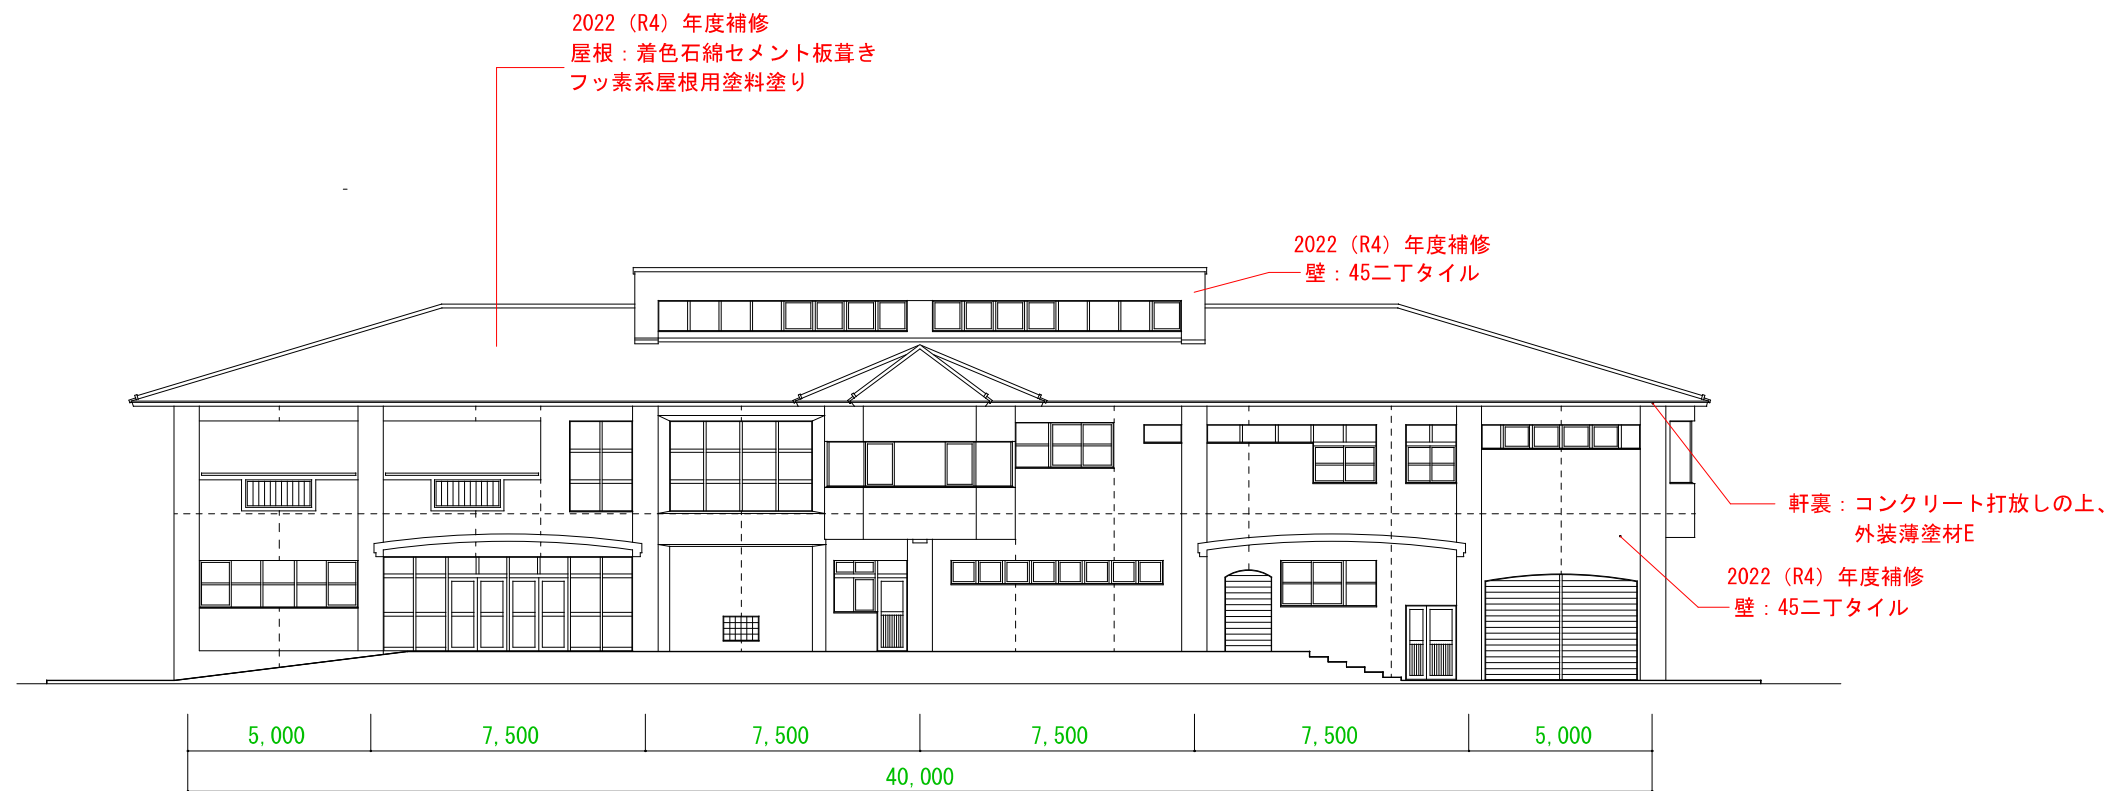 2022（R4）年度補修
屋根：着色石綿セメント板葺き
フッ素系屋根用塗料塗り
2022（R4）年度補修
壁：45二丁タイル
軒裏：コンクリート打放しの上、
外装薄塗材E
2022（R4）年度補修
壁：45二丁タイル
5,000
7,500
7,500
7,500
7,500
5,000
40,000